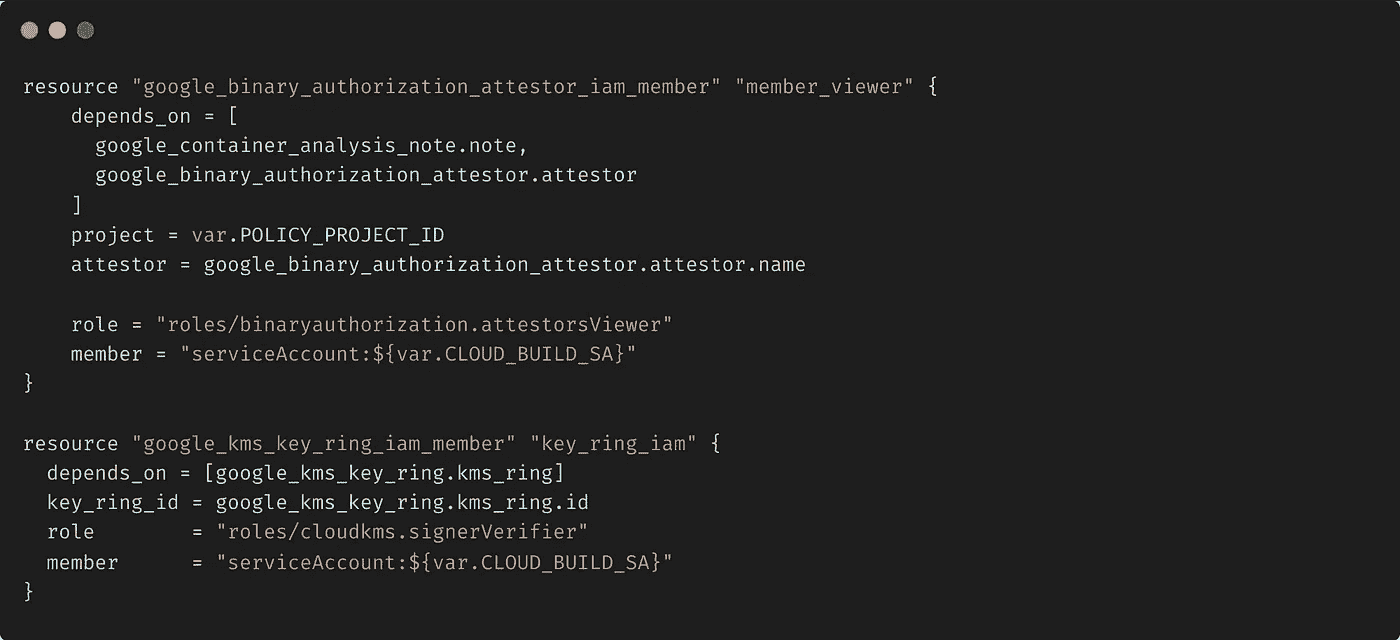 resource "google_binary_authorization_attestor_iam_member" "member_viewer" {
    depends_on = [
      google_container_analysis_note.note,
      google_binary_authorization_attestor.attestor
    ]
    project = var.POLICY_PROJECT_ID
    attestor = google_binary_authorization_attestor.attestor.name

    role = "roles/binaryauthorization.attestorsViewer"
    member = "serviceAccount:${var.CLOUD_BUILD_SA}"
}

resource "google_kms_key_ring_iam_member" "key_ring_iam" {
  depends_on = [google_kms_key_ring.kms_ring]
  key_ring_id = google_kms_key_ring.kms_ring.id
  role        = "roles/cloudkms.signerVerifier"
  member      = "serviceAccount:${var.CLOUD_BUILD_SA}"
}